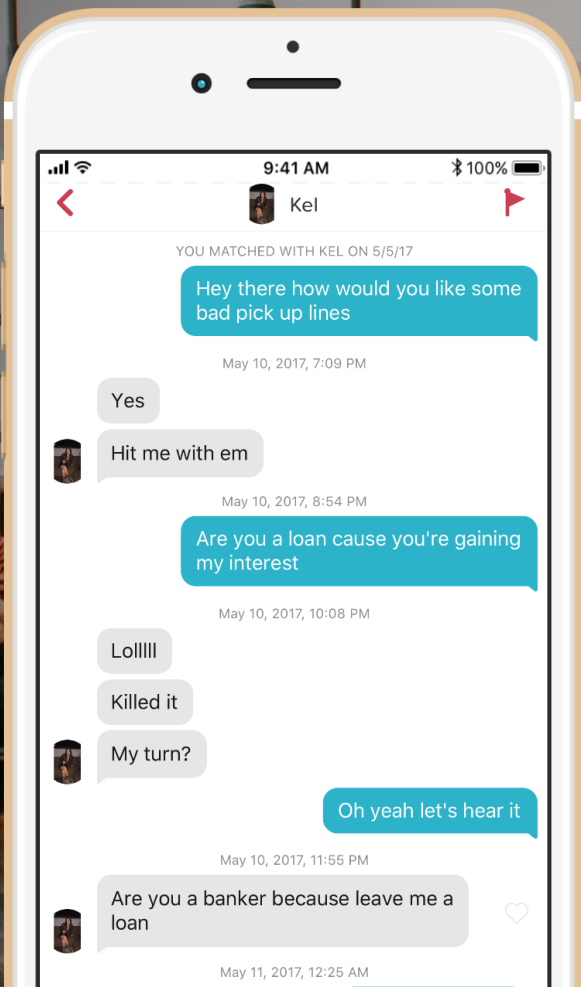 9:41 AM
100%
Kel
YOU MATCHED WITH KEL ON 5/5/17
Hey there how would you like some
bad pick up lines
May 10, 2017, 7:09 PM
Yes
Hit me with em
May 10, 2017, 8:54 PM
Are you a loan cause you're gaining
my interest
May 10, 2017, 10:08 PM
Lolllll
Killed it
My turn?
Oh yeah let's hear it
May 10, 2017, 11:55 PM
Are you a banker because leave me a
loan
May 11, 2017, 12:25 AM